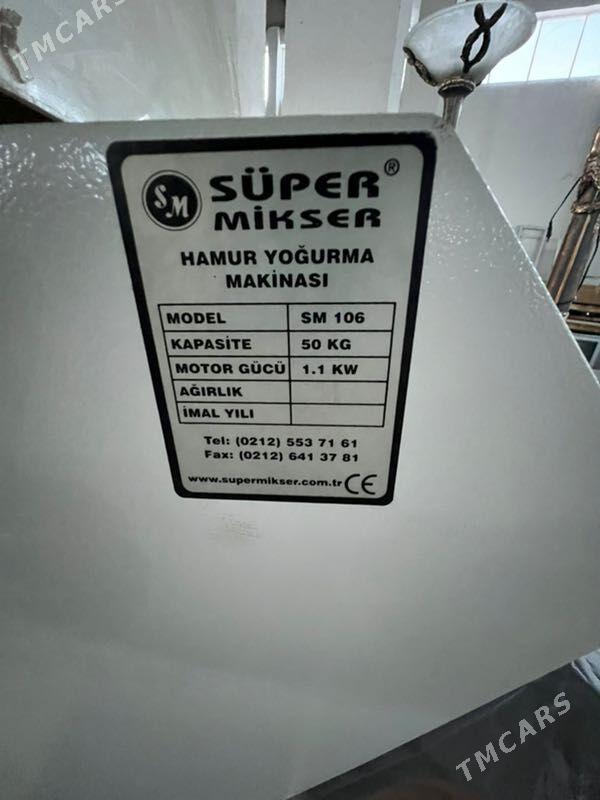 TMCARS
SM SÜPER®
MİKSER
HAMUR YOĞURMA
MAKİNASI
MODEL SM 106
KAPASİTE 50 KG
MOTOR GÜCÜ 1.1 KW
AĞIRLIK
İMAL YILI
Tel: (0212) 553 71 61
Fax: (0212) 641 37 81
www.supermikser.com.tr CE
TMCARS